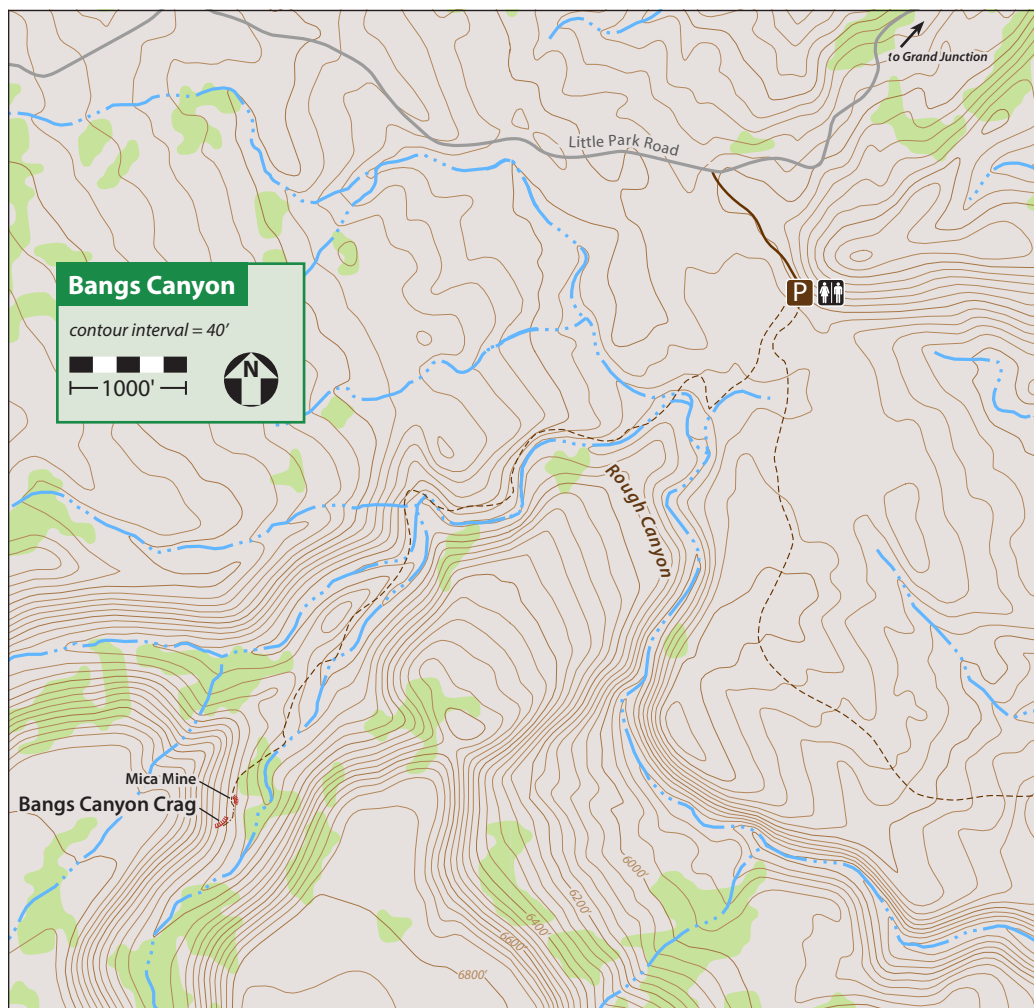 to Grand Junction
Little Park Road
Bangs Canyon
contour interval = 40'
N
1000'
P
Rough Canyon
Mica Mine
Bangs Canyon Crag
6000'
6200'
6400'
6600'
6800'